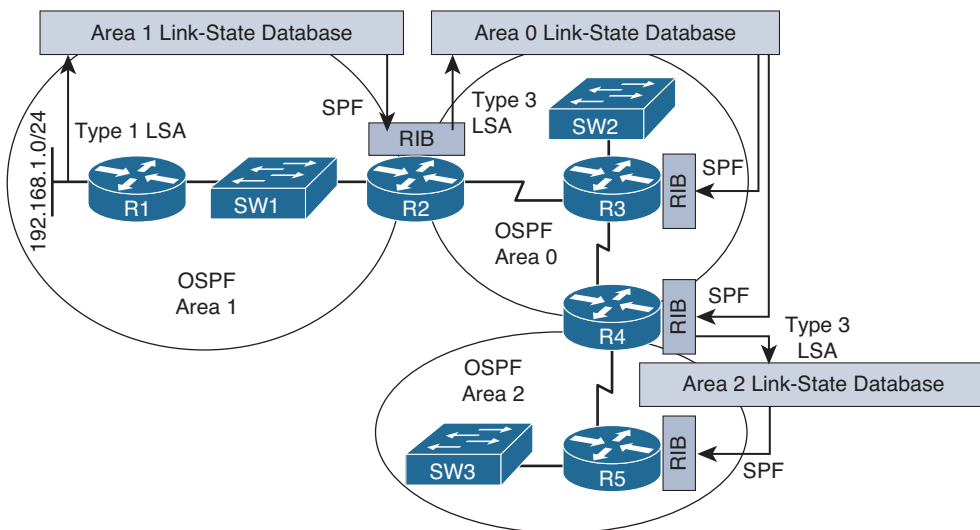 Area 1 Link-State Database
Area 0 Link-State Database
SPF
Type 3
LSA
SW2
192.168.1.0/24
Type 1 LSA
RIB
SPF
R1
SW1
R2
R3
RIB
OSPF
Area 0
OSPF
Area 1
SPF
R4
RIB
Type 3
LSA
OSPF
Area 2
Area 2 Link-State Database
SW3
R5
RIB
SPF